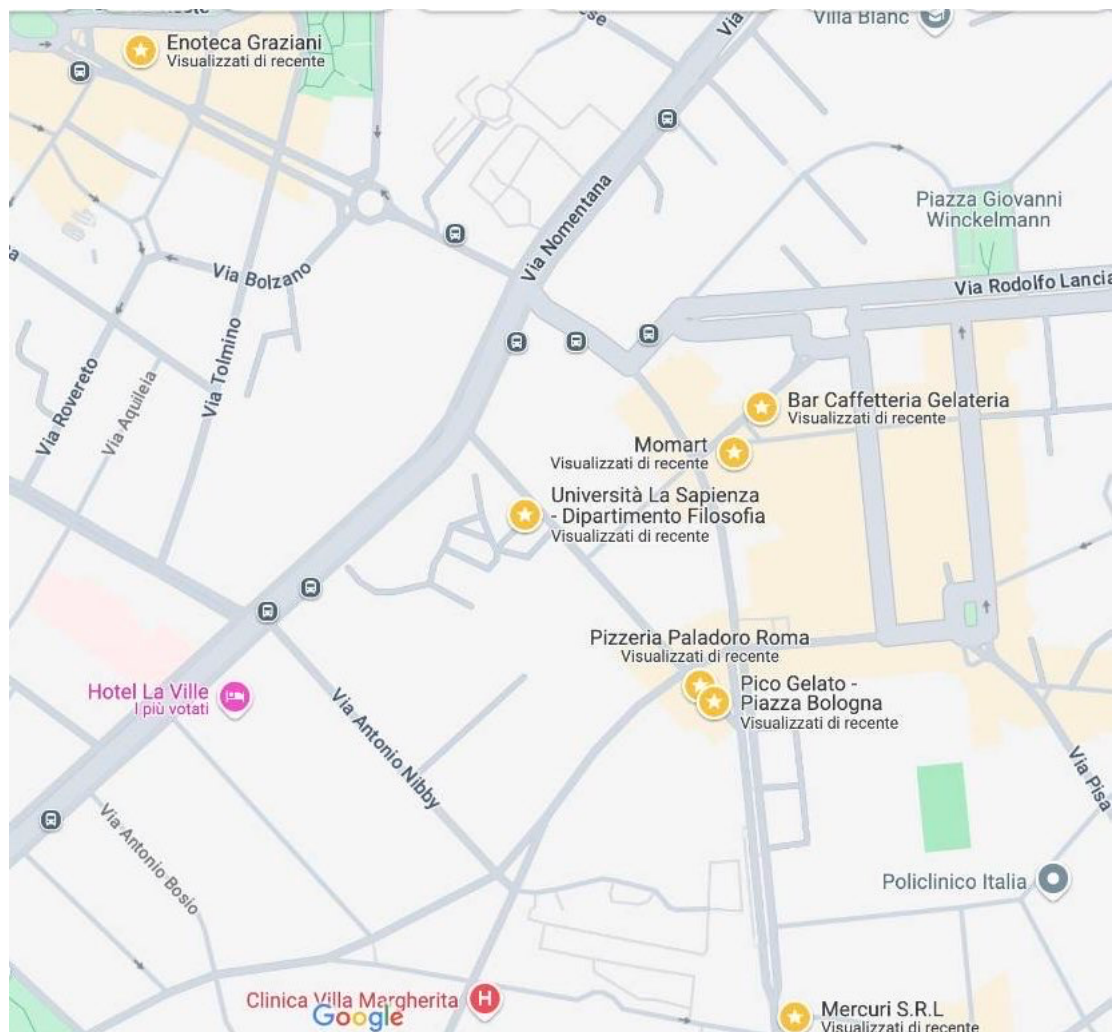 Villa Blanc
Enoteca Graziani
Visualizzati di recente
Via Nomentana
Piazza Giovanni
Winckelmann
Via Bolzano
Via Rodolfo Lancia
Via Tolmino
Via Rovereto
Via Aquileia
Bar Caffetteria Gelateria
Visualizzati di recente
Momart
Visualizzati di recente
Università La Sapienza
- Dipartimento Filosofia
Visualizzati di recente
Pizzeria Paladoro Roma
Visualizzati di recente
Hotel La Ville
I più votati
Pico Gelato -
Piazza Bologna
Visualizzati di recente
Via Antonio Nibby
Via Pisa
Via Antonio Bosio
Policlinico Italia
Clinica Villa Margherita
H
Google
Mercuri S.R.L
Visualizzati di recente